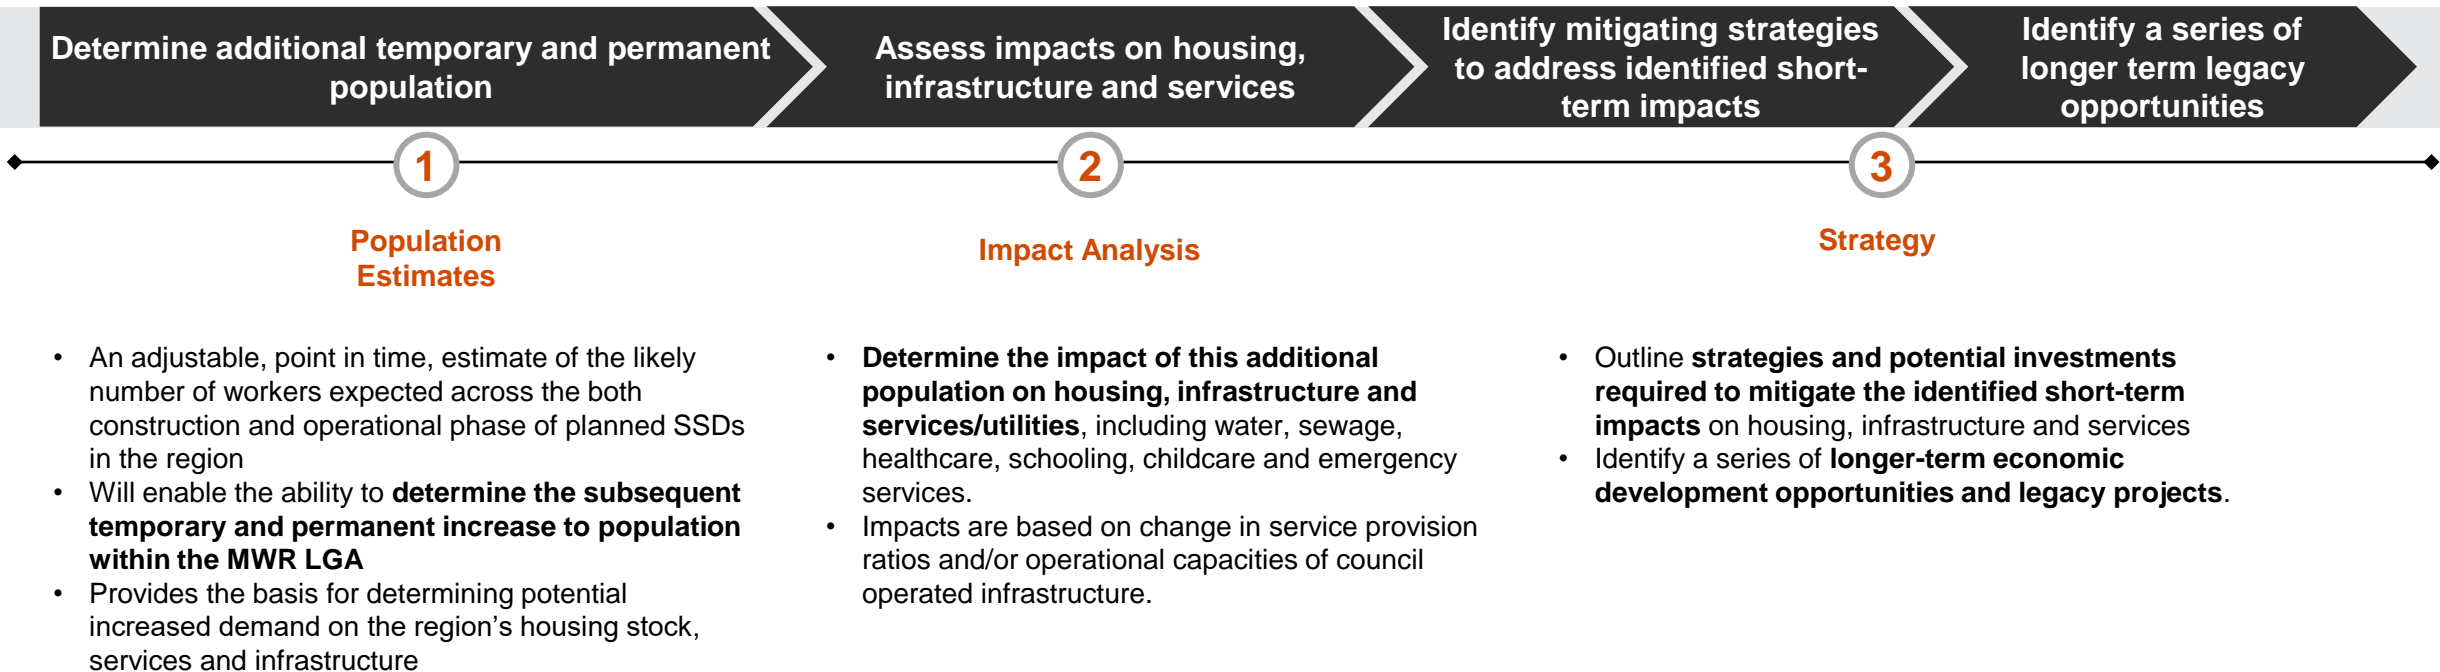 Determine additional temporary and permanent
population
Assess impacts on housing,
infrastructure and services
Identify mitigating strategies
to address identified short-
term impacts
Identify a series of
longer term legacy
opportunities
1
2
3
Population
Estimates
Impact Analysis
Strategy
• An adjustable, point in time, estimate of the likely
number of workers expected across the both
construction and operational phase of planned SSDs
in the region
• Will enable the ability to determine the subsequent
temporary and permanent increase to population
within the MWR LGA
• Provides the basis for determining potential
increased demand on the region's housing stock,
services and infrastructure
• Determine the impact of this additional
population on housing, infrastructure and
services/utilities, including water, sewage,
healthcare, schooling, childcare and emergency
services.
• Impacts are based on change in service provision
ratios and/or operational capacities of council
operated infrastructure.
• Outline strategies and potential investments
required to mitigate the identified short-term
impacts on housing, infrastructure and services
• Identify a series of longer-term economic
development opportunities and legacy projects.